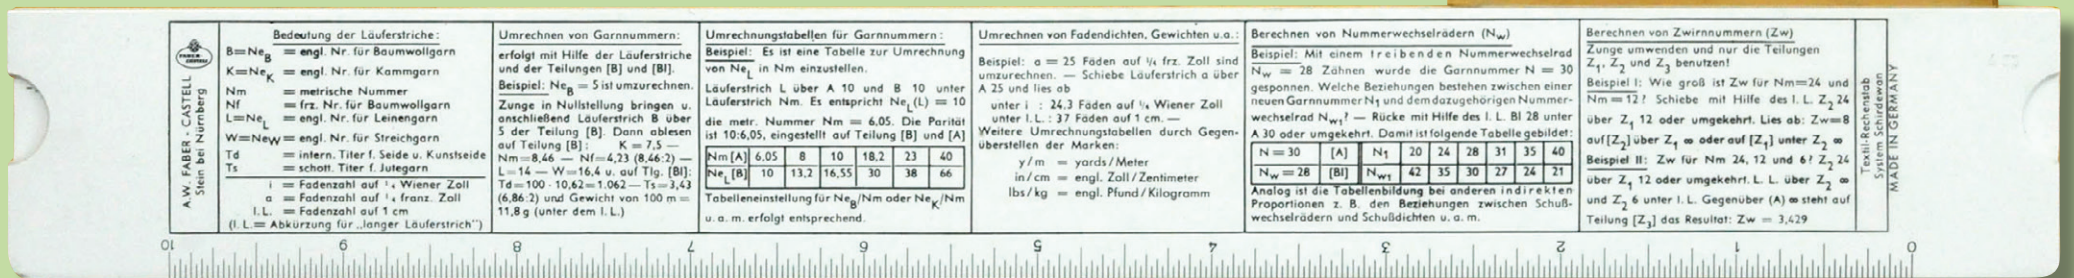 FABER-CASTELL
A.W. FABER - CASTELL
Stein bei Nürnberg
Bedeutung der Läuferstriche:
B=NeB = engl. Nr. für Baumwollgarn
K=NeK = engl. Nr. für Kammgarn
Nm = metrische Nummer
Nf = frz. Nr. für Baumwollgarn
L=NeL = engl. Nr. für Leinengarn
W=NeW = engl. Nr. für Streichgarn
Td = intern. Titer f. Seide u. Kunstseide
Ts = schott. Titer f. Jutegarn
i = Fadenzahl auf ¼ Wiener Zoll
a = Fadenzahl auf ¼ franz. Zoll
l.L. = Fadenzahl auf 1 cm
(l.L.= Abkürzung für „langer Läuferstrich")
Umrechnen von Garnnummern:
erfolgt mit Hilfe der Läuferstriche
und der Teilungen [B] und [BI].
Beispiel: NeB = 5 ist umzurechnen.
Zunge in Nullstellung bringen u.
anschließend Läuferstrich B über
5 der Teilung [B]. Dann ablesen
auf Teilung [B]: K = 7,5 —
Nm=8,46 — Nf=4,23 (8,46:2) —
L=14 — W=16,4 u. auf Tlg. [BI]:
Td=100 · 10,62=1.062—Ts=3,43
(6,86:2) und Gewicht von 100 m =
11,8 g (unter dem l.L.)
Umrechnungstabellen für Garnnummern:
Beispiel: Es ist eine Tabelle zur Umrechnung
von NeL in Nm einzustellen.
Läuferstrich L über A 10 und B 10 unter
Läuferstrich Nm. Es entspricht NeL(L) = 10
die metr. Nummer Nm = 6,05. Die Parität
ist 10:6,05, eingestellt auf Teilung [B] und [A]
Nm [A] 6,05 8 10 18,2 23 40
NeL [B] 10 13,2 16,55 30 38 66
Tabelleneinstellung für NeB/Nm oder NeK/Nm
u. a. m. erfolgt entsprechend.
Umrechnen von Fadendichten, Gewichten u.a.:
Beispiel: a = 25 Fäden auf ¼ frz. Zoll sind
umzurechnen. — Schiebe Läuferstrich a über
A 25 und lies ab
unter i : 24,3 Fäden auf ¼ Wiener Zoll
unter l.L. : 37 Fäden auf 1 cm. —
Weitere Umrechnungstabellen durch Gegen-
überstellen der Marken:
y/m = yards/Meter
in/cm = engl. Zoll/Zentimeter
lbs/kg = engl. Pfund/Kilogramm
Berechnen von Nummerwechselrädern (Nw)
Beispiel: Mit einem treibenden Nummerwechselrad
Nw = 28 Zähnen wurde die Garnnummer N = 30
gesponnen. Welche Beziehungen bestehen zwischen einer
neuen Garnnummer N1 und dem dazugehörigen Nummer-
wechselrad Nw1? — Rücke mit Hilfe des l. L. BI 28 unter
A 30 oder umgekehrt. Damit ist folgende Tabelle gebildet:
N=30 [A] N1 20 24 28 31 35 40
Nw = 28 [BI] Nw1 42 35 30 27 24 21
Analog ist die Tabellenbildung bei anderen indirekten
Proportionen z. B. den Beziehungen zwischen Schuß-
wechselrädern und Schußdichten u. a. m.
Berechnen von Zwirnnummern (Zw)
Zunge umwenden und nur die Teilungen
Z1, Z2 und Z3 benutzen!
Beispiel I: Wie groß ist Zw für Nm=24 und
Nm = 12? Schiebe mit Hilfe des l. L. Z2 24
über Z1 12 oder umgekehrt. Lies ab: Zw=8
auf [Z2] über Z1 ∞ oder auf [Z1] unter Z2 ∞
Beispiel II: Zw für Nm 24, 12 und 6? Z2 24
über Z1 12 oder umgekehrt. L. L. über Z2 ∞
und Z2 6 unter l. L. Gegenüber (A) ∞ steht auf
Teilung [Z3] das Resultat: Zw = 3,429
Textil-Rechenstab
System Schirdewan
MADE IN GERMANY
10 9 8 7 6 5 4 3 2 1 0